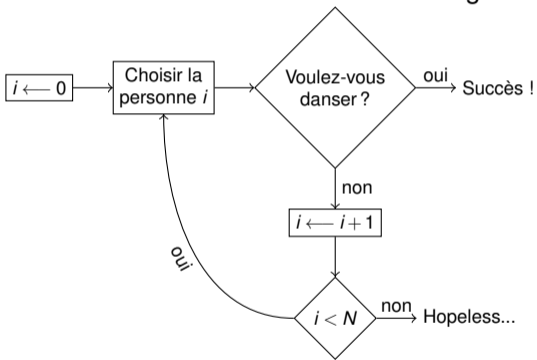 i ⟵ 0
Choisir la
personne i
Voulez-vous
danser ?
oui
Succès !
non
i ⟵ i + 1
oui
i < N
non
Hopeless...